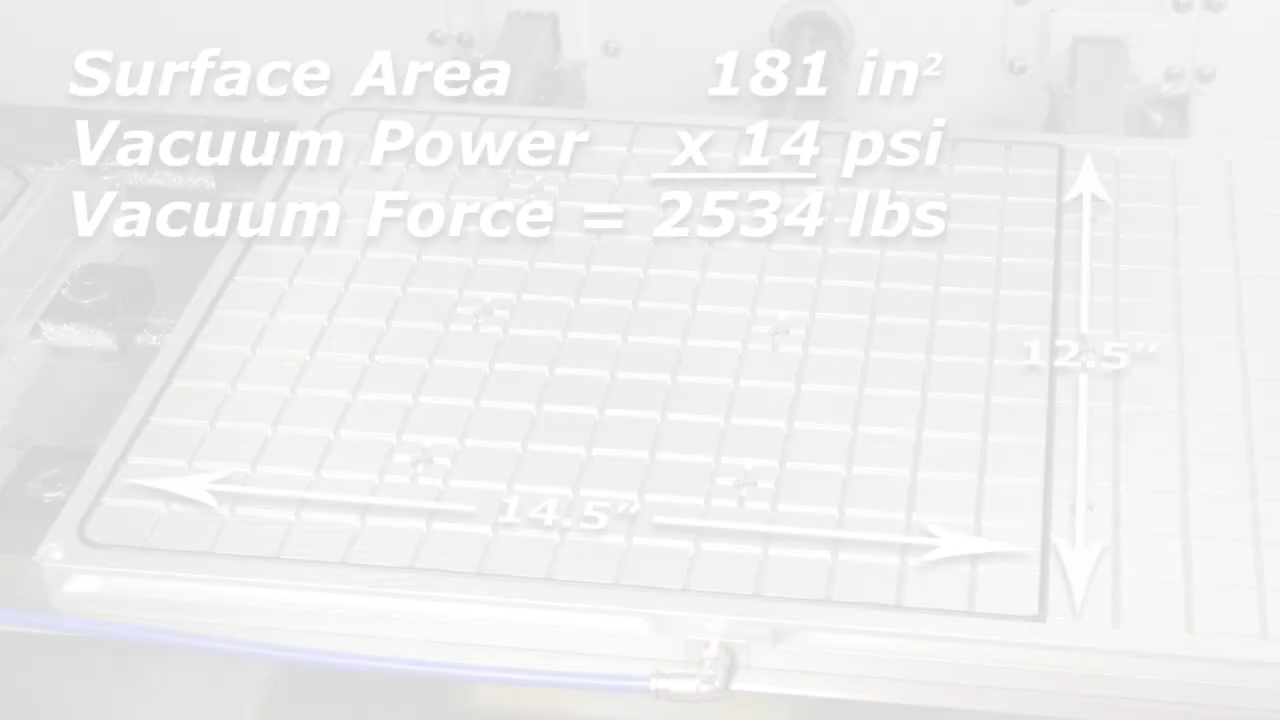 Surface Area 181 in²
Vacuum Power x 14 psi
Vacuum Force = 2534 lbs
12.5”
14.5”